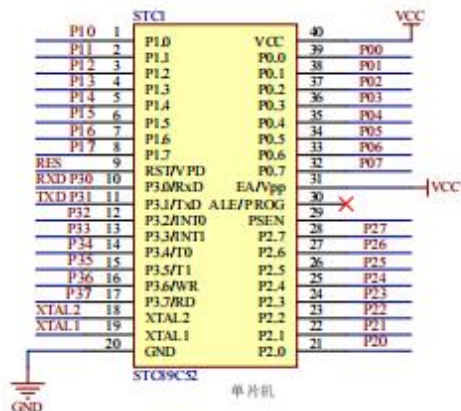 STC1
P10 1 P1.0 VCC 40 VCC
P11 2 P1.1 P0.0 39 P00
P12 3 P1.2 P0.1 38 P01
P13 4 P1.3 P0.2 37 P02
P14 5 P1.4 P0.3 36 P03
P15 6 P1.5 P0.4 35 P04
P16 7 P1.6 P0.5 34 P05
P17 8 P1.7 P0.6 33 P06
RES 9 RST/VPD P0.7 32 P07
RXD P30 10 P3.0/RxD EA/Vpp 31 VCC
TXD P31 11 P3.1/TxD ALE/PROG 30
P32 12 P3.2/INT0 PSEN 29
P33 13 P3.3/INT1 P2.7 28 P27
P34 14 P3.4/T0 P2.6 27 P26
P35 15 P3.5/T1 P2.5 26 P25
P36 16 P3.6/WR P2.4 25 P24
P37 17 P3.7/RD P2.3 24 P23
XTAL2 18 XTAL2 P2.2 23 P22
XTAL1 19 XTAL1 P2.1 22 P21
20 GND P2.0 21 P20
STC89C52
单片机
GND